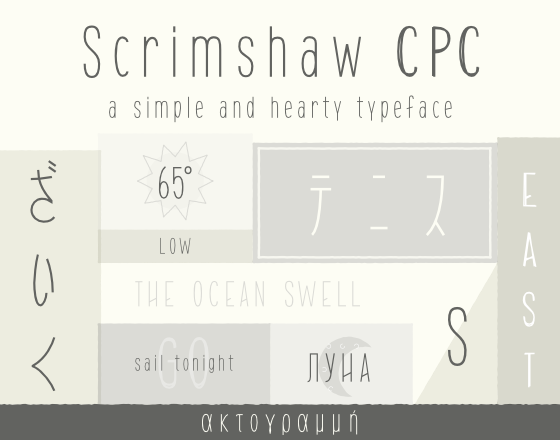 Scrimshaw CPC
a simple and hearty typeface
ざいく
65°
LOW
テニス
EAST
THE OCEAN SWELL
GO
sail tonight
ЛУНА
S
ακτογραμμή